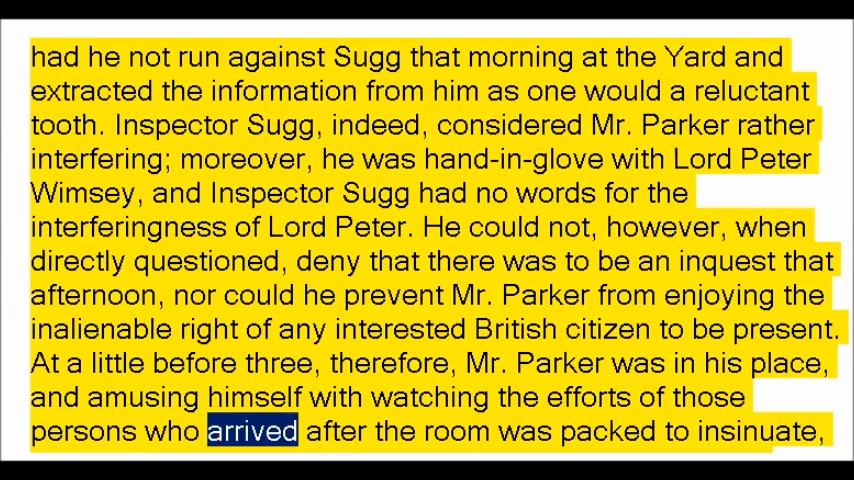 had he not run against Sugg that morning at the Yard and
extracted the information from him as one would a reluctant
tooth. Inspector Sugg, indeed, considered Mr. Parker rather
interfering; moreover, he was hand-in-glove with Lord Peter
Wimsey, and Inspector Sugg had no words for the
interferingness of Lord Peter. He could not, however, when
directly questioned, deny that there was to be an inquest that
afternoon, nor could he prevent Mr. Parker from enjoying the
inalienable right of any interested British citizen to be present.
At a little before three, therefore, Mr. Parker was in his place,
and amusing himself with watching the efforts of those
persons who arrived after the room was packed to insinuate,